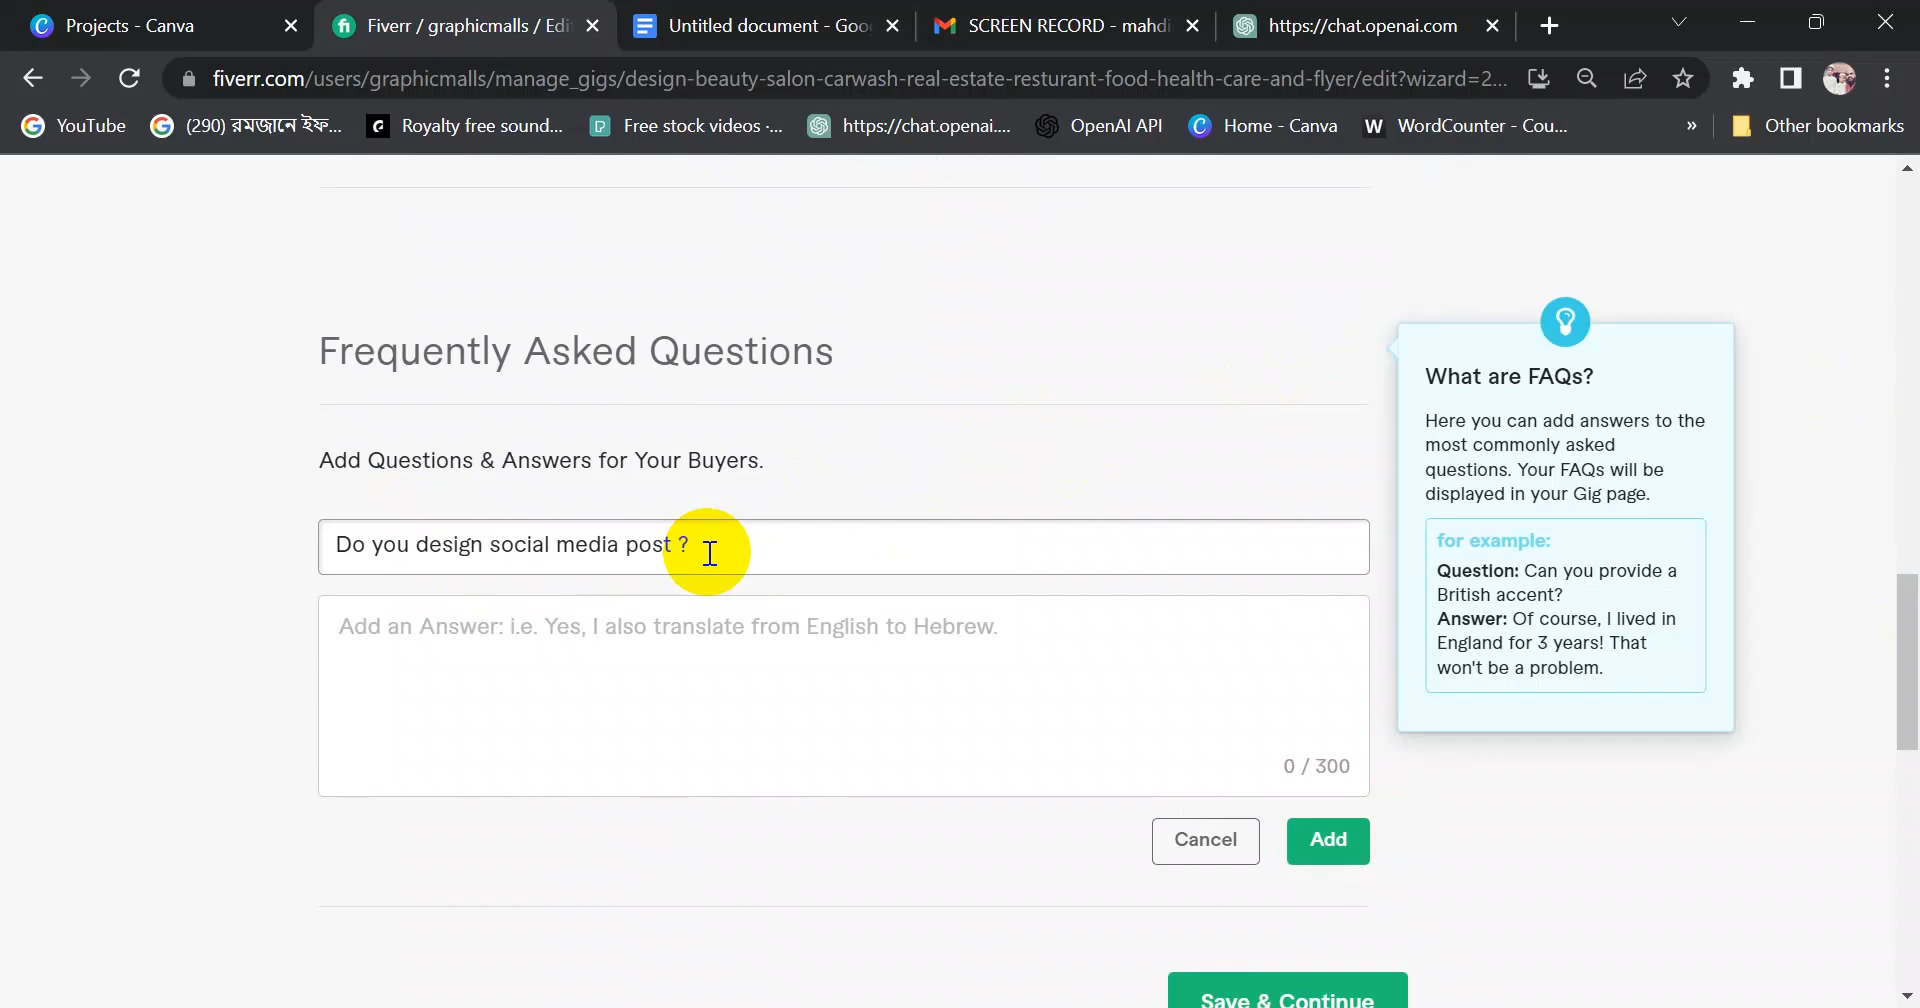 Projects - Canva
Fiverr / graphicmalls / Edi
Untitled document - Goo
SCREEN RECORD - mahdi
https://chat.openai.com
fiverr.com/users/graphicmalls/manage_gigs/design-beauty-salon-carwash-real-estate-resturant-food-health-care-and-flyer/edit?wizard=2...
YouTube
(290) রমজানে ইফ...
Royalty free sound...
Free stock videos ·...
https://chat.openai....
OpenAI API
Home - Canva
W WordCounter - Cou...
»
Other bookmarks
Frequently Asked Questions
Add Questions & Answers for Your Buyers.
Do you design social media post ?
Add an Answer: i.e. Yes, I also translate from English to Hebrew.
0 / 300
Cancel
Add
Save & Continue
What are FAQs?
Here you can add answers to the
most commonly asked
questions. Your FAQs will be
displayed in your Gig page.
for example:
Question: Can you provide a
British accent?
Answer: Of course, I lived in
England for 3 years! That
won't be a problem.